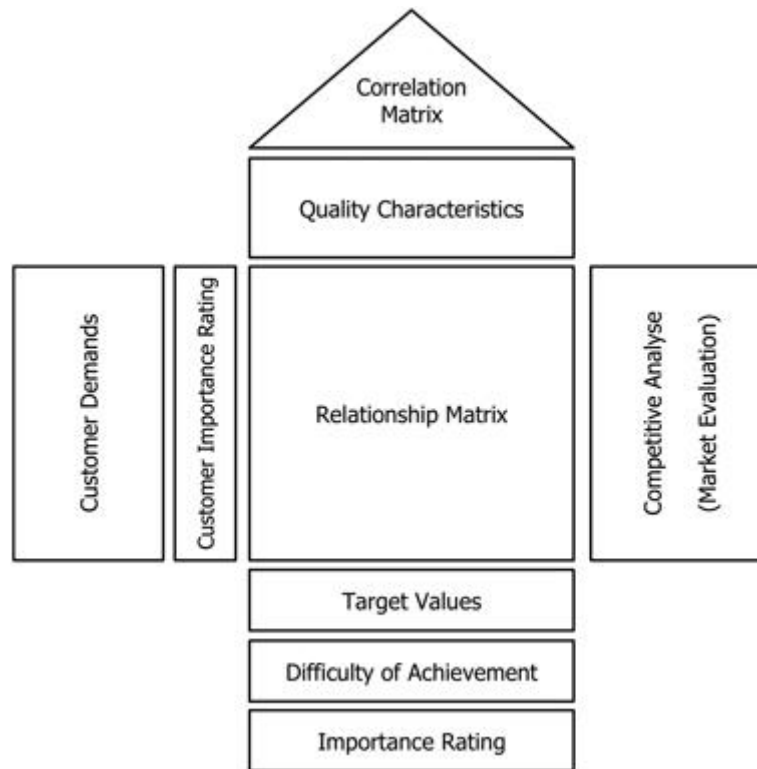 Correlation
Matrix
Quality Characteristics
Customer Demands
Customer Importance Rating
Relationship Matrix
Competitive Analyse
(Market Evaluation)
Target Values
Difficulty of Achievement
Importance Rating